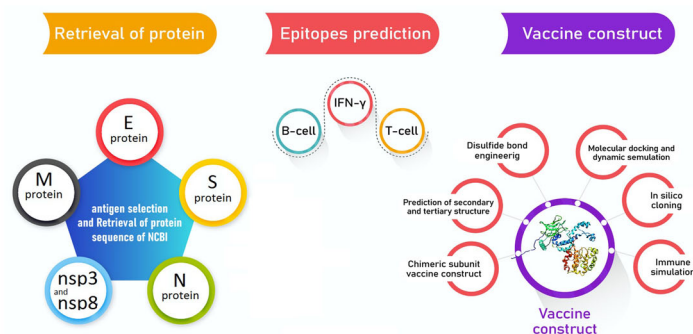 Retrieval of protein
Epitopes prediction
Vaccine construct
E
protein
M
protein
S
protein
antigen selection
and Retrieval of protein
sequence of NCBI
nsp3
and
nsp8
N
protein
IFN-γ
B-cell
T-cell
Disulfide bond
engineerig
Molecular docking and
dynamic semulation
Prediction of secondary
and tertiary structure
In silico
cloning
Chimeric subunit
vaccine construct
Immune
simulation
Vaccine
construct